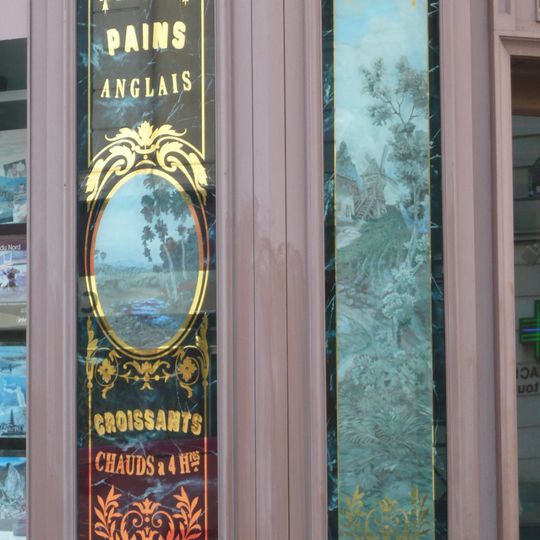 PAINS
ANGLAIS
CROISSANTS
CHAUDS à 4 Hres
du Nord